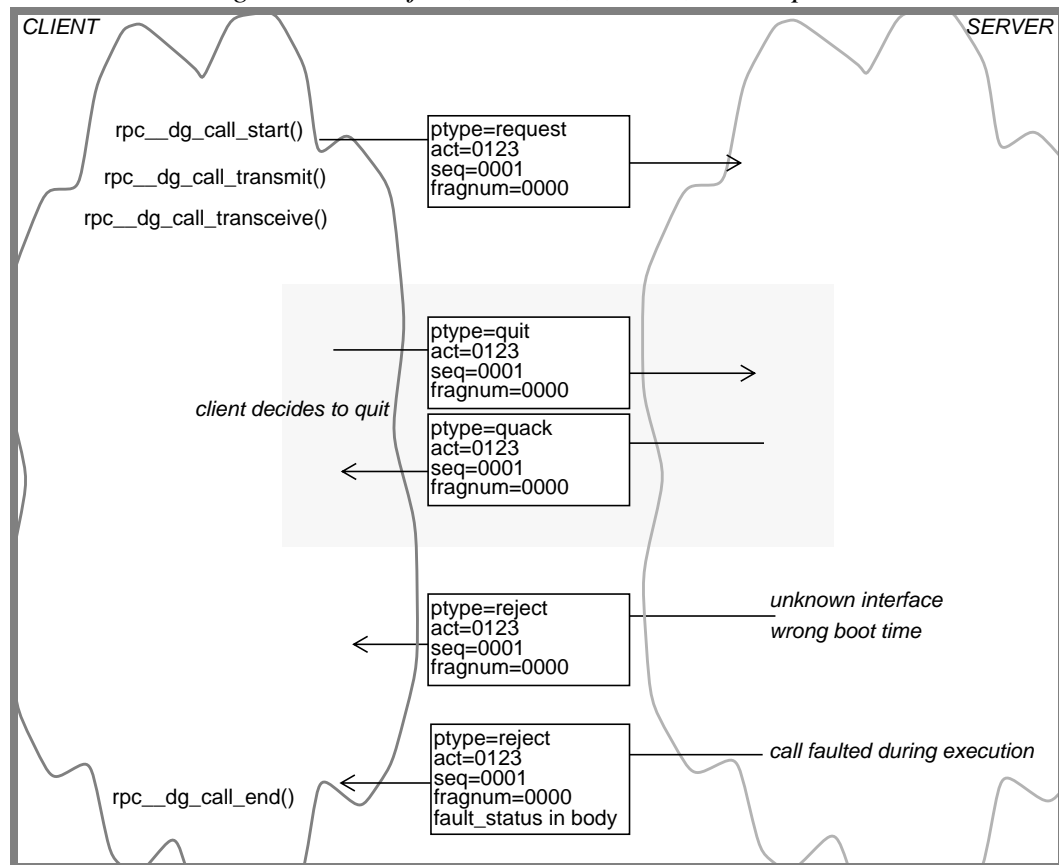 CLIENT
SERVER
rpc__dg_call_start()
rpc__dg_call_transmit()
rpc__dg_call_transceive()
ptype=request
act=0123
seq=0001
fragnum=0000
ptype=quit
act=0123
seq=0001
fragnum=0000
client decides to quit
ptype=quack
act=0123
seq=0001
fragnum=0000
ptype=reject
act=0123
seq=0001
fragnum=0000
unknown interface
wrong boot time
ptype=reject
act=0123
seq=0001
fragnum=0000
fault_status in body
call faulted during execution
rpc__dg_call_end()